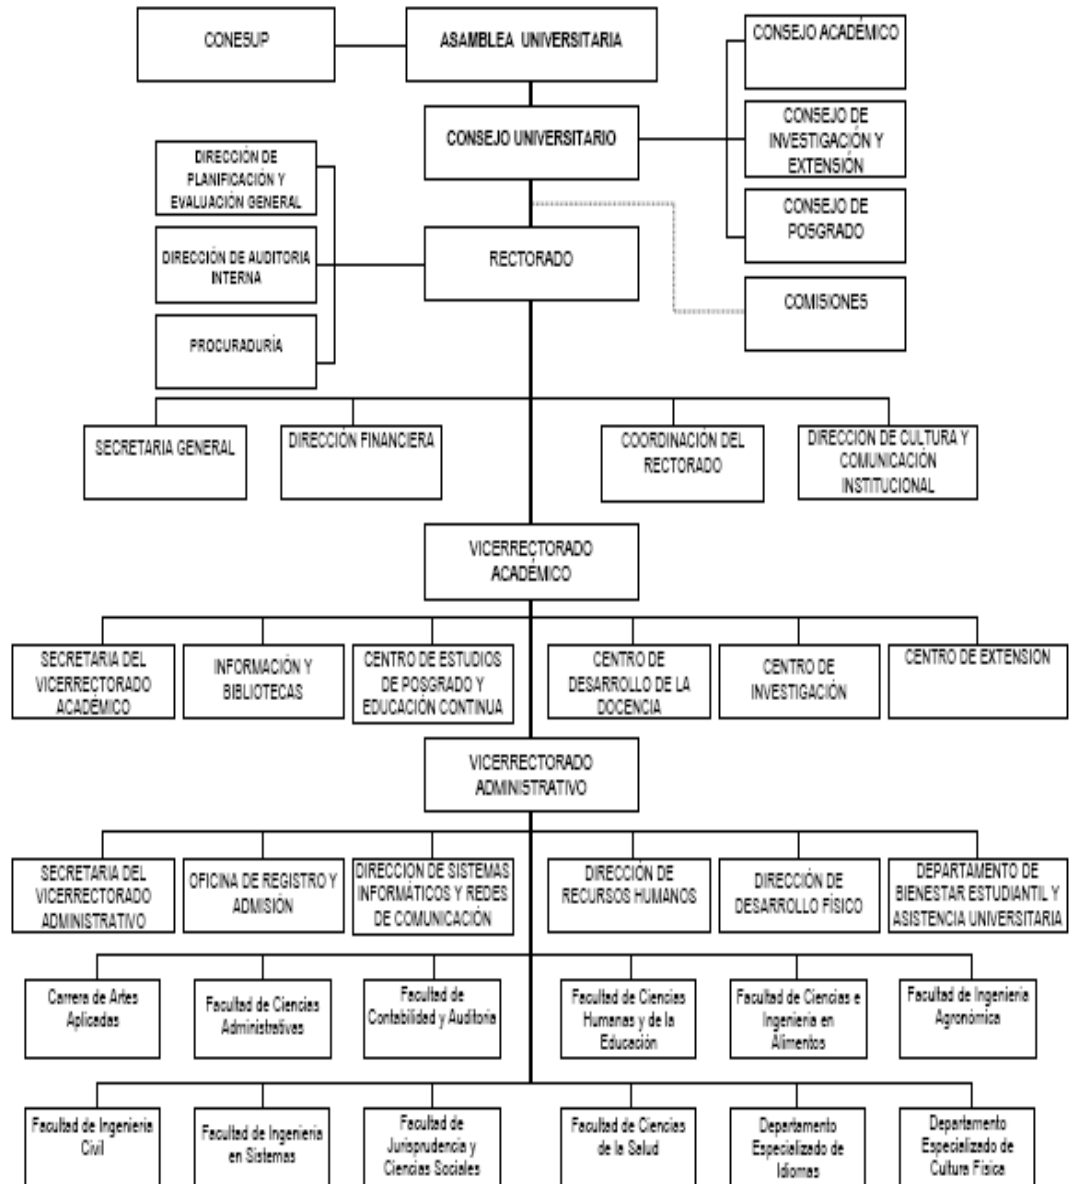 CONESUP
ASAMBLEA UNIVERSITARIA
CONSEJO ACADÉMICO
CONSEJO UNIVERSITARIO
CONSEJO DE
INVESTIGACIÓN Y
EXTENSIÓN
DIRECCIÓN DE
PLANIFICACIÓN Y
EVALUACIÓN GENERAL
CONSEJO DE
POSGRADO
DIRECCIÓN DE AUDITORIA
INTERNA
RECTORADO
COMISIONES
PROCURADURÍA
SECRETARIA GENERAL
DIRECCIÓN FINANCIERA
COORDINACIÓN DEL
RECTORADO
DIRECCION DE CULTURA Y
COMUNICACIÓN
INSTITUCIONAL
VICERRECTORADO
ACADÉMICO
SECRETARIA DEL
VICERRECTORADO
ACADÉMICO
INFORMACIÓN Y
BIBLIOTECAS
CENTRO DE ESTUDIOS
DE POSGRADO Y
EDUCACIÓN CONTINUA
CENTRO DE
DESARROLLO DE LA
DOCENCIA
CENTRO DE
INVESTIGACIÓN
CENTRO DE EXTENSION
VICERRECTORADO
ADMINISTRATIVO
SECRETARIA DEL
VICERRECTORADO
ADMINISTRATIVO
OFICINA DE REGISTRO Y
ADMISIÓN
DIRECCION DE SISTEMAS
INFORMÁTICOS Y REDES
DE COMUNICACIÓN
DIRECCIÓN DE
RECURSOS HUMANOS
DIRECCIÓN DE
DESARROLLO FÍSICO
DEPARTAMENTO DE
BIENESTAR ESTUDIANTIL Y
ASISTENCIA UNIVERSITARIA
Carrera de Artes
Aplicadas
Facultad de Ciencias
Administrativas
Facultad de
Contabilidad y Auditoria
Facultad de Ciencias
Humanas y de la
Educación
Facultad de Ciencias e
Ingenieria en
Alimentos
Facultad de Ingenieria
Agronómica
Facultad de Ingenieria
Civil
Facultad de Ingenieria
en Sistemas
Facultad de
Jurisprudencia y
Ciencias Sociales
Facultad de Ciencias
de la Salud
Departamento
Especializado de
Idiomas
Departamento
Especializado de
Cultura Física